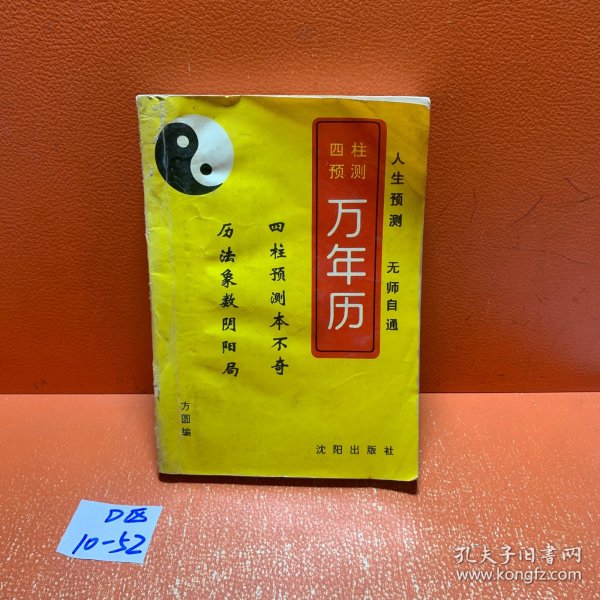 四柱
预测
万年历
人生预测 无师自通
四柱预测本不奇
历法象数阴阳局
方圆编
沈阳出版社
D区
10-52
孔夫子旧书网
www.kongfz.com